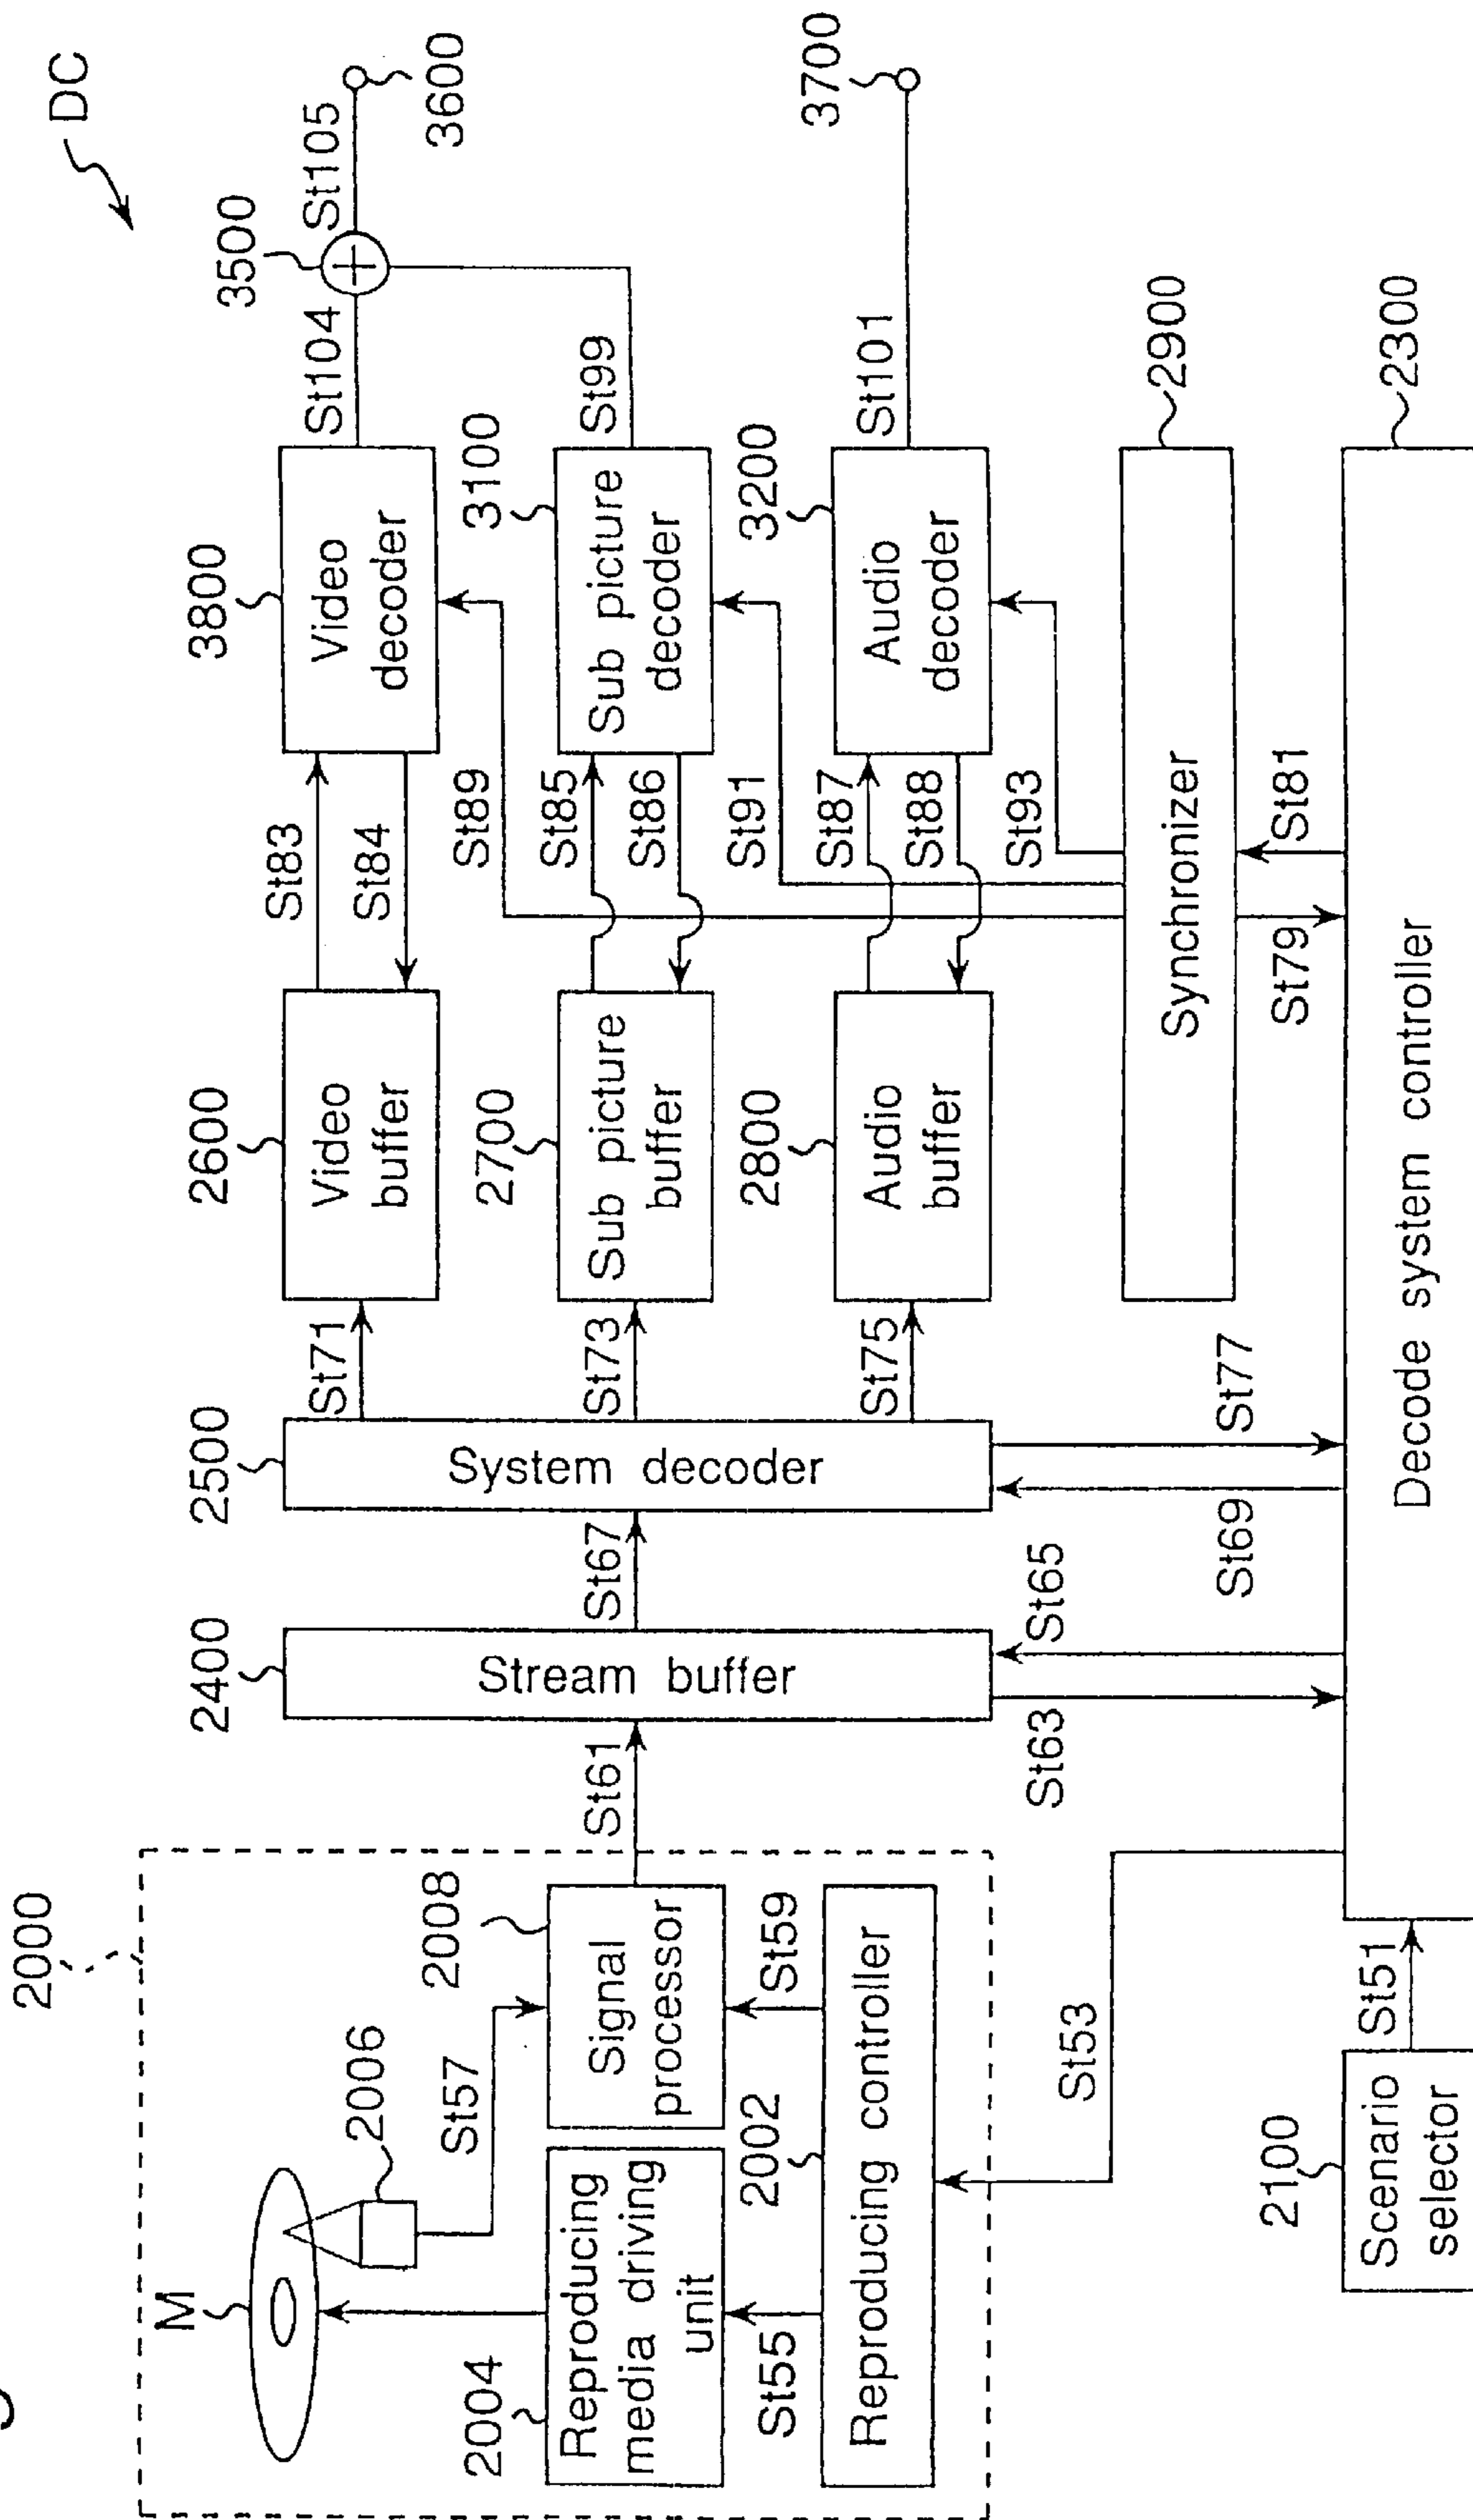 DC
2000
M
2006
St57
2004
Reproducing
media driving
unit
2008
Signal
processor
St55
2002
St59
Reproducing controller
St53
2100
Scenario
selector
St51
St61
2400
Stream buffer
St63
St65
St67
2500
System decoder
St69
St77
St71
St73
St75
2600
Video
buffer
2700
Sub picture
buffer
2800
Audio
buffer
St83
St84
St89
St85
St86
St91
St87
St88
St93
3800
Video
decoder
3100
Sub picture
decoder
3200
Audio
decoder
St104
3500
St105
3600
St99
St101
3700
Synchronizer
2900
St79
St81
Decode system controller
2300